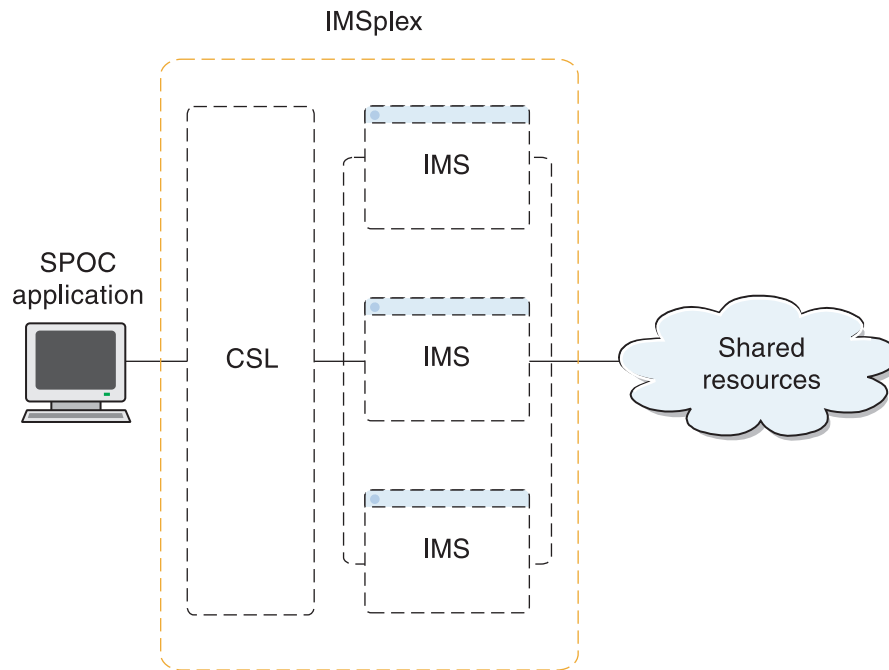 IMSplex
IMS
SPOC
application
CSL
IMS
Shared
resources
IMS